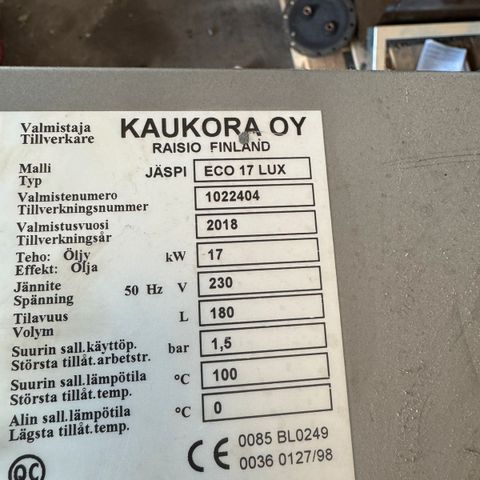 Valmistaja
Tillverkare
KAUKORA OY
RAISIO FINLAND
Malli
Typ
JÄSPI
ECO 17 LUX
Valmistenumero
Tillverkningsnummer
1022404
Valmistusvuosi
Tillverkningsår
2018
Teho: Öljy
Effekt: Olja
kW
17
Jännite
Spänning
50 Hz V
230
Tilavuus
Volym
L
180
Suurin sall.käyttöp.
Största tillåt.arbetstr.
bar
1,5
Suurin sall.lämpötila
Största tillåt.temp.
°C
100
Alin sall.lämpötila
Lägsta tillåt.temp.
°C
0
CE
0085 BL0249
0036 0127/98
QC